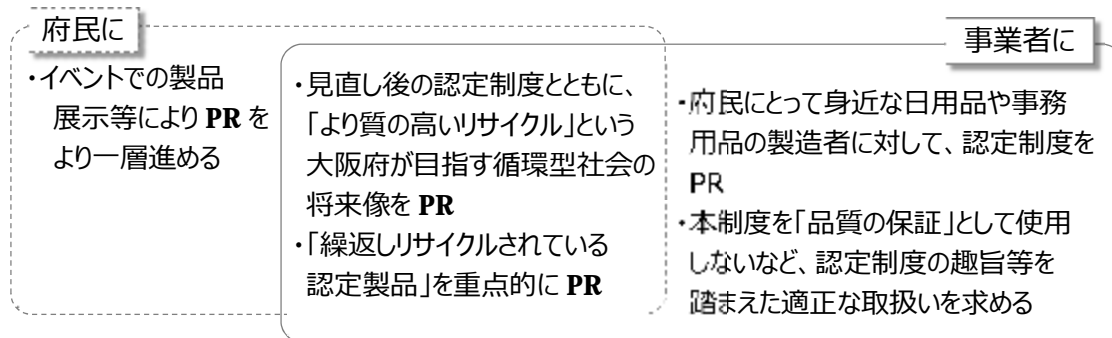 府民に
・イベントでの製品
展示等により PR を
より一層進める
・見直し後の認定制度とともに、
「より質の高いリサイクル」という
大阪府が目指す循環型社会の
将来像を PR
・「繰返しリサイクルされている
認定製品」を重点的に PR
事業者に
・府民にとって身近な日用品や事務
用品の製造者に対して、認定制度を
PR
・本制度を「品質の保証」として使用
しないなど、認定制度の趣旨等を
踏まえた適正な取扱いを求める